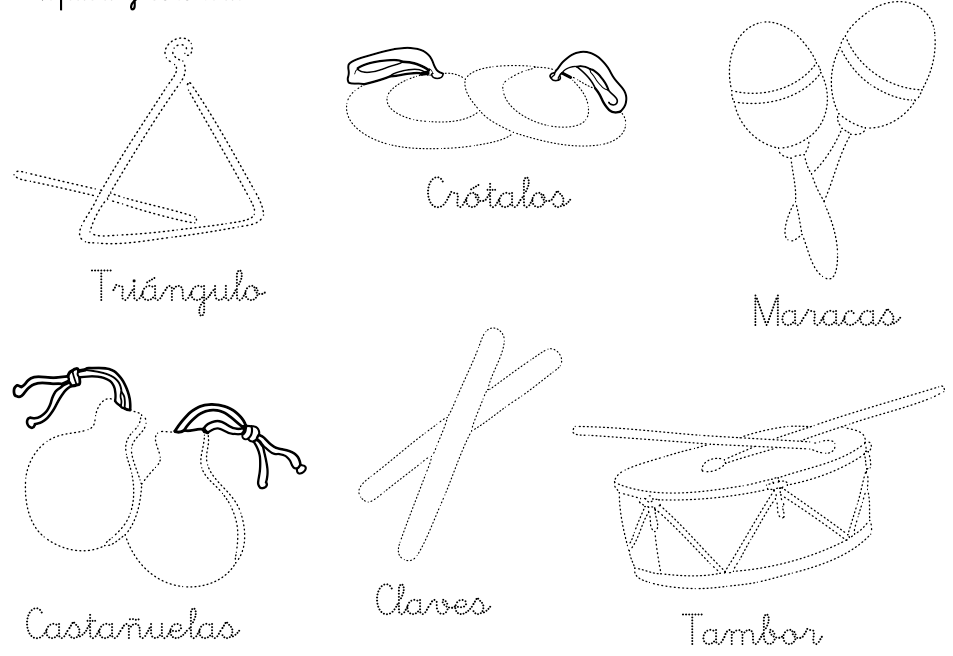 Crótalos
Triángulo
Maracas
Castañuelas
Claves
Tambor